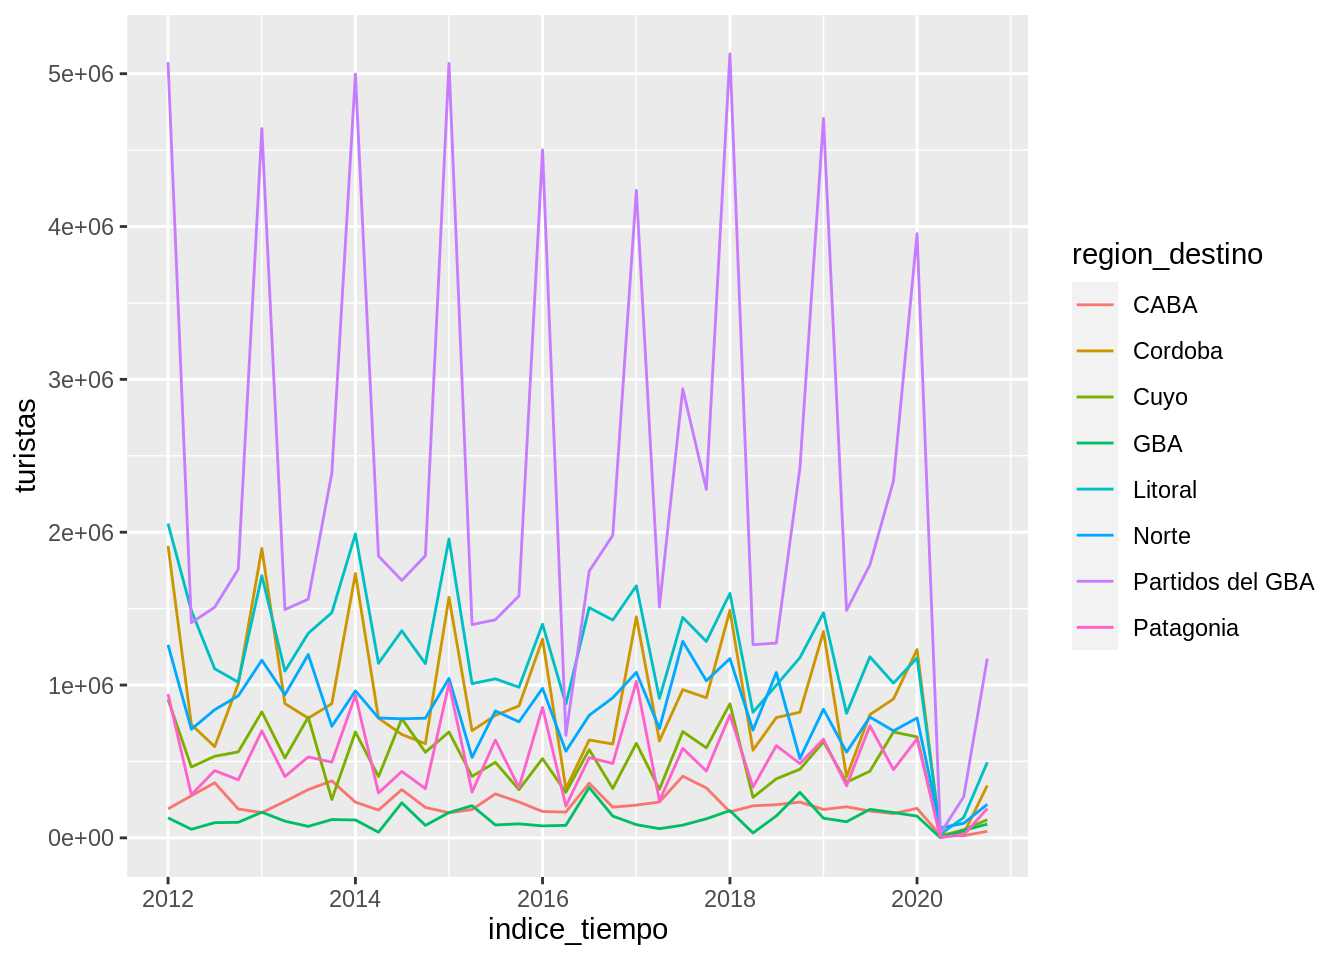 turistas
5e+06
4e+06
3e+06
2e+06
1e+06
0e+00
2012 2014 2016 2018 2020
indice_tiempo
region_destino
CABA
Cordoba
Cuyo
GBA
Litoral
Norte
Partidos del GBA
Patagonia